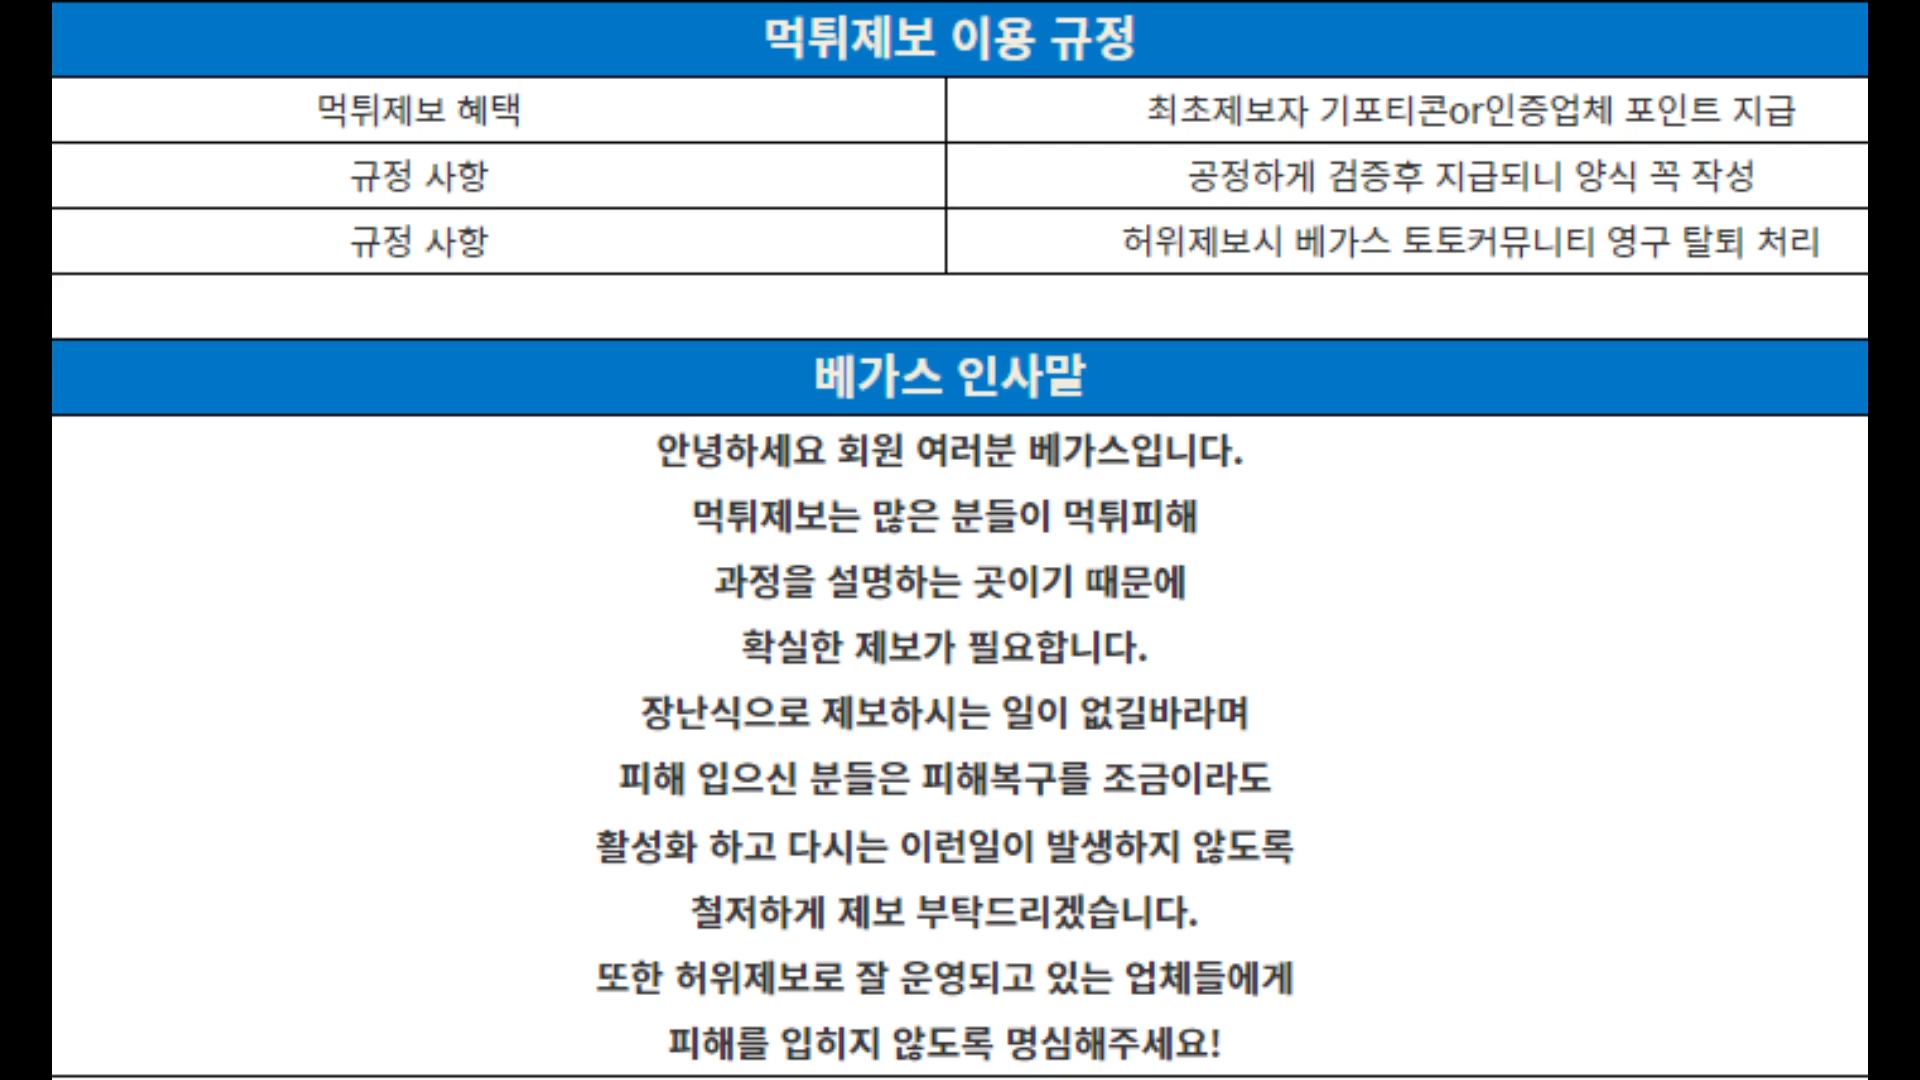 먹튀제보 이용 규정
먹튀제보 혜택 최초제보자 기포티콘or인증업체 포인트 지급
규정 사항 공정하게 검증후 지급되니 양식 꼭 작성
규정 사항 허위제보시 베가스 토토커뮤니티 영구 탈퇴 처리
베가스 인사말
안녕하세요 회원 여러분 베가스입니다.
먹튀제보는 많은 분들이 먹튀피해
과정을 설명하는 곳이기 때문에
확실한 제보가 필요합니다.
장난식으로 제보하시는 일이 없길바라며
피해 입으신 분들은 피해복구를 조금이라도
활성화 하고 다시는 이런일이 발생하지 않도록
철저하게 제보 부탁드리겠습니다.
또한 허위제보로 잘 운영되고 있는 업체들에게
피해를 입히지 않도록 명심해주세요!